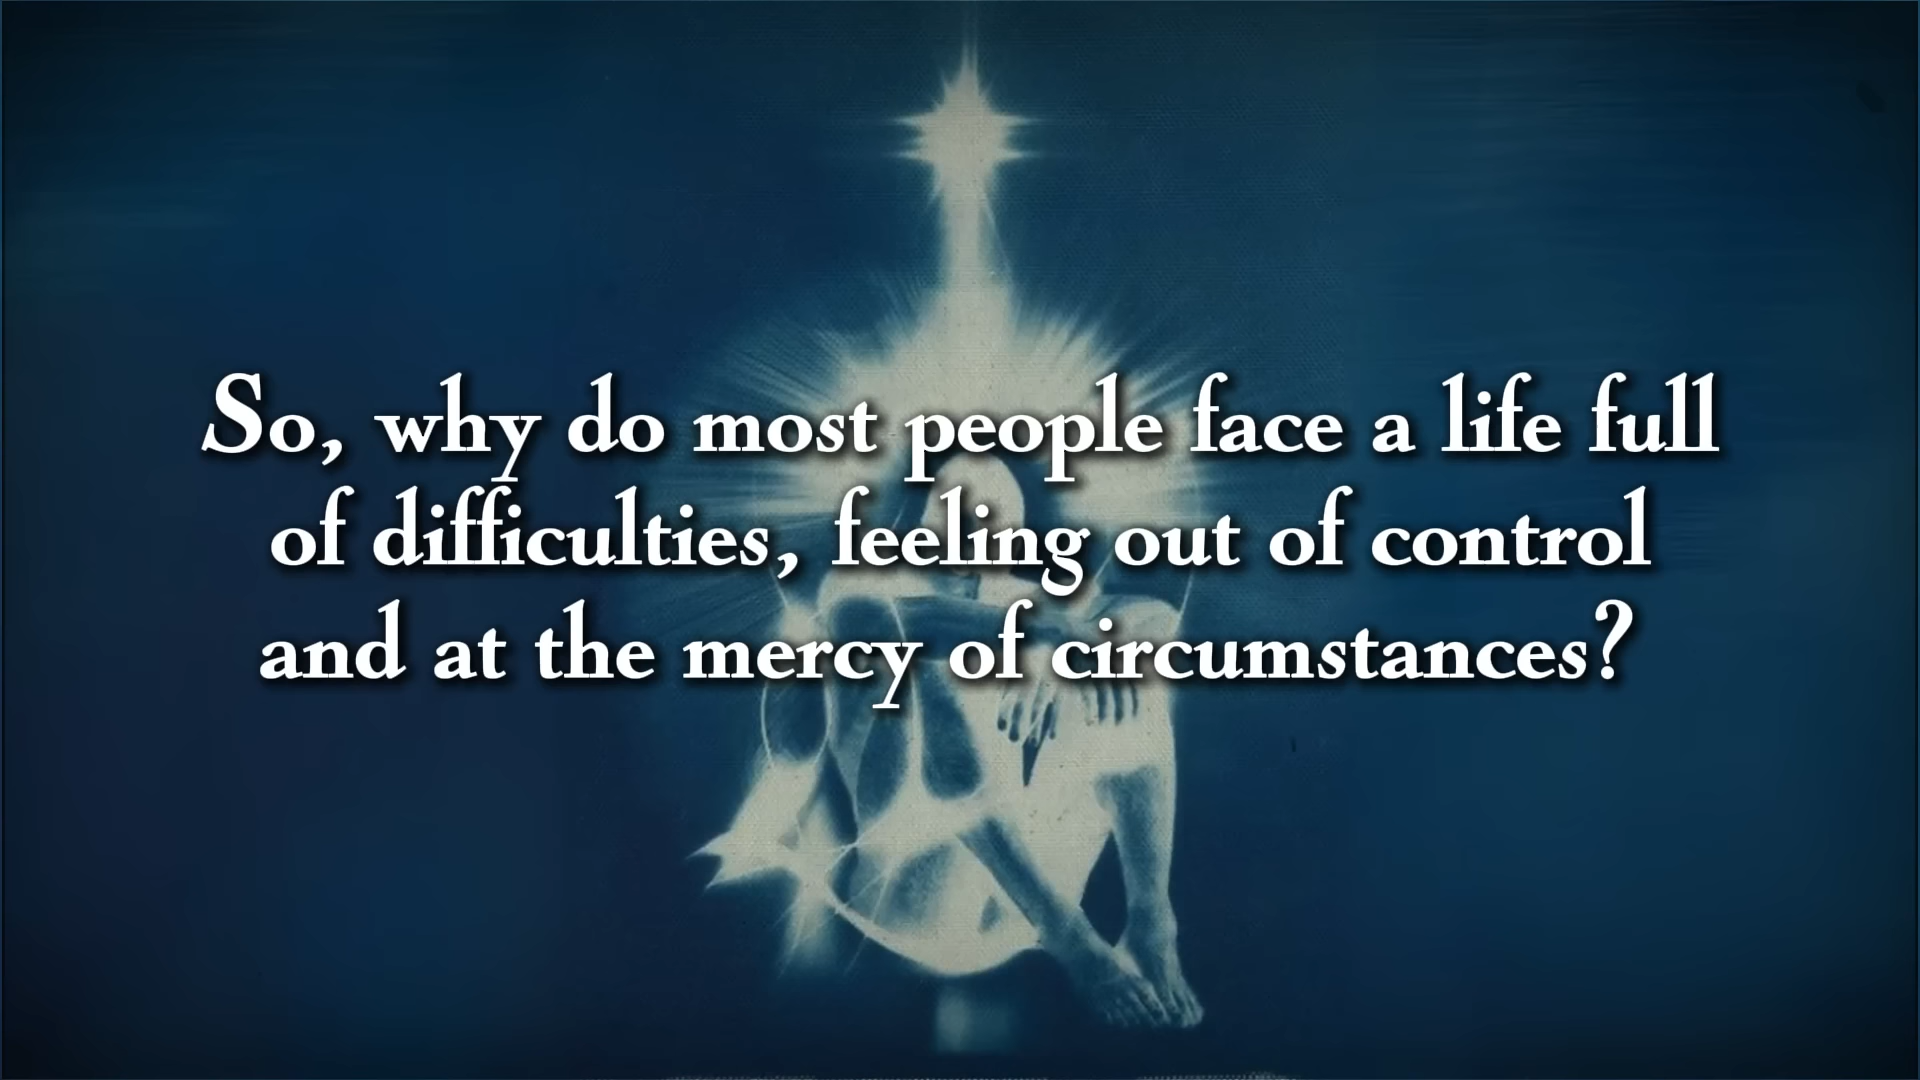 So, why do most people face a life full
of difficulties, feeling out of control
and at the mercy of circumstances?